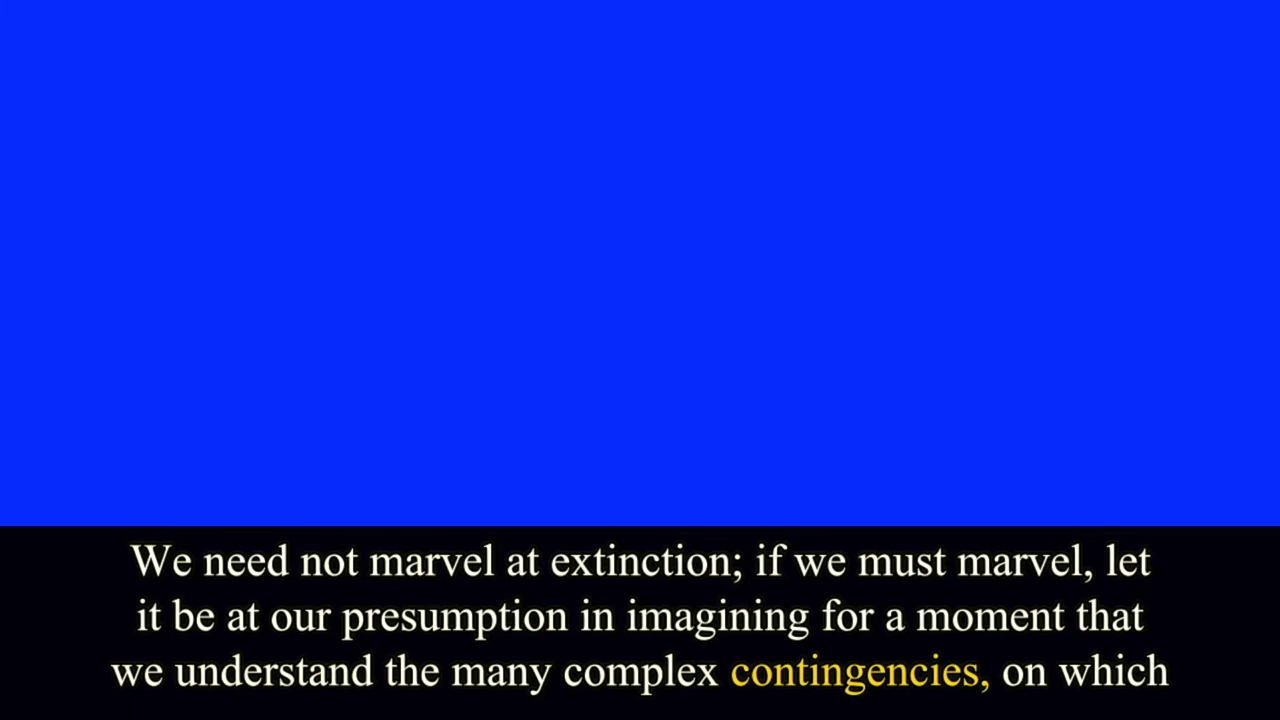 We need not marvel at extinction; if we must marvel, let
it be at our presumption in imagining for a moment that
we understand the many complex contingencies, on which